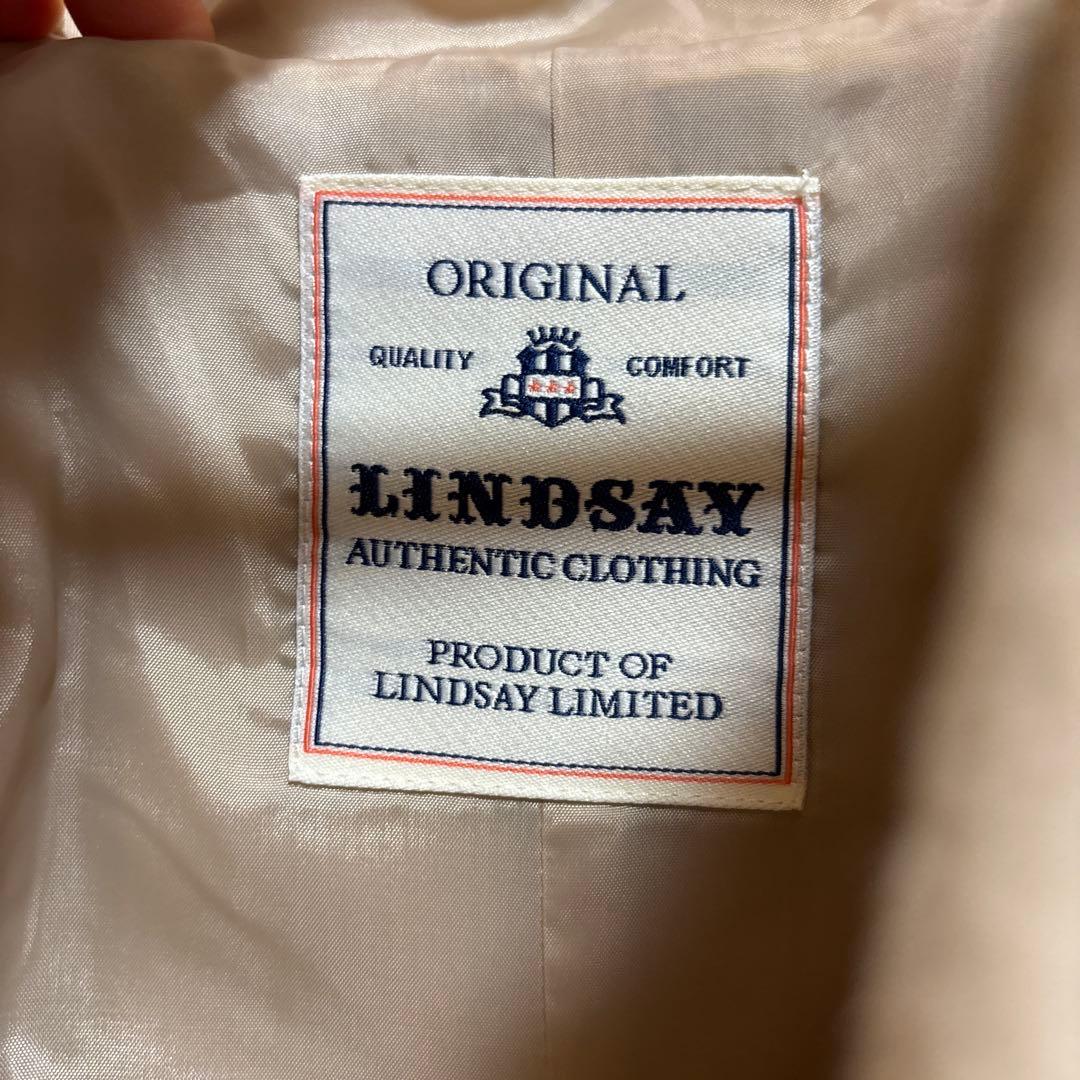 ORIGINAL
QUALITY COMFORT
LINDSAY
AUTHENTIC CLOTHING
PRODUCT OF
LINDSAY LIMITED